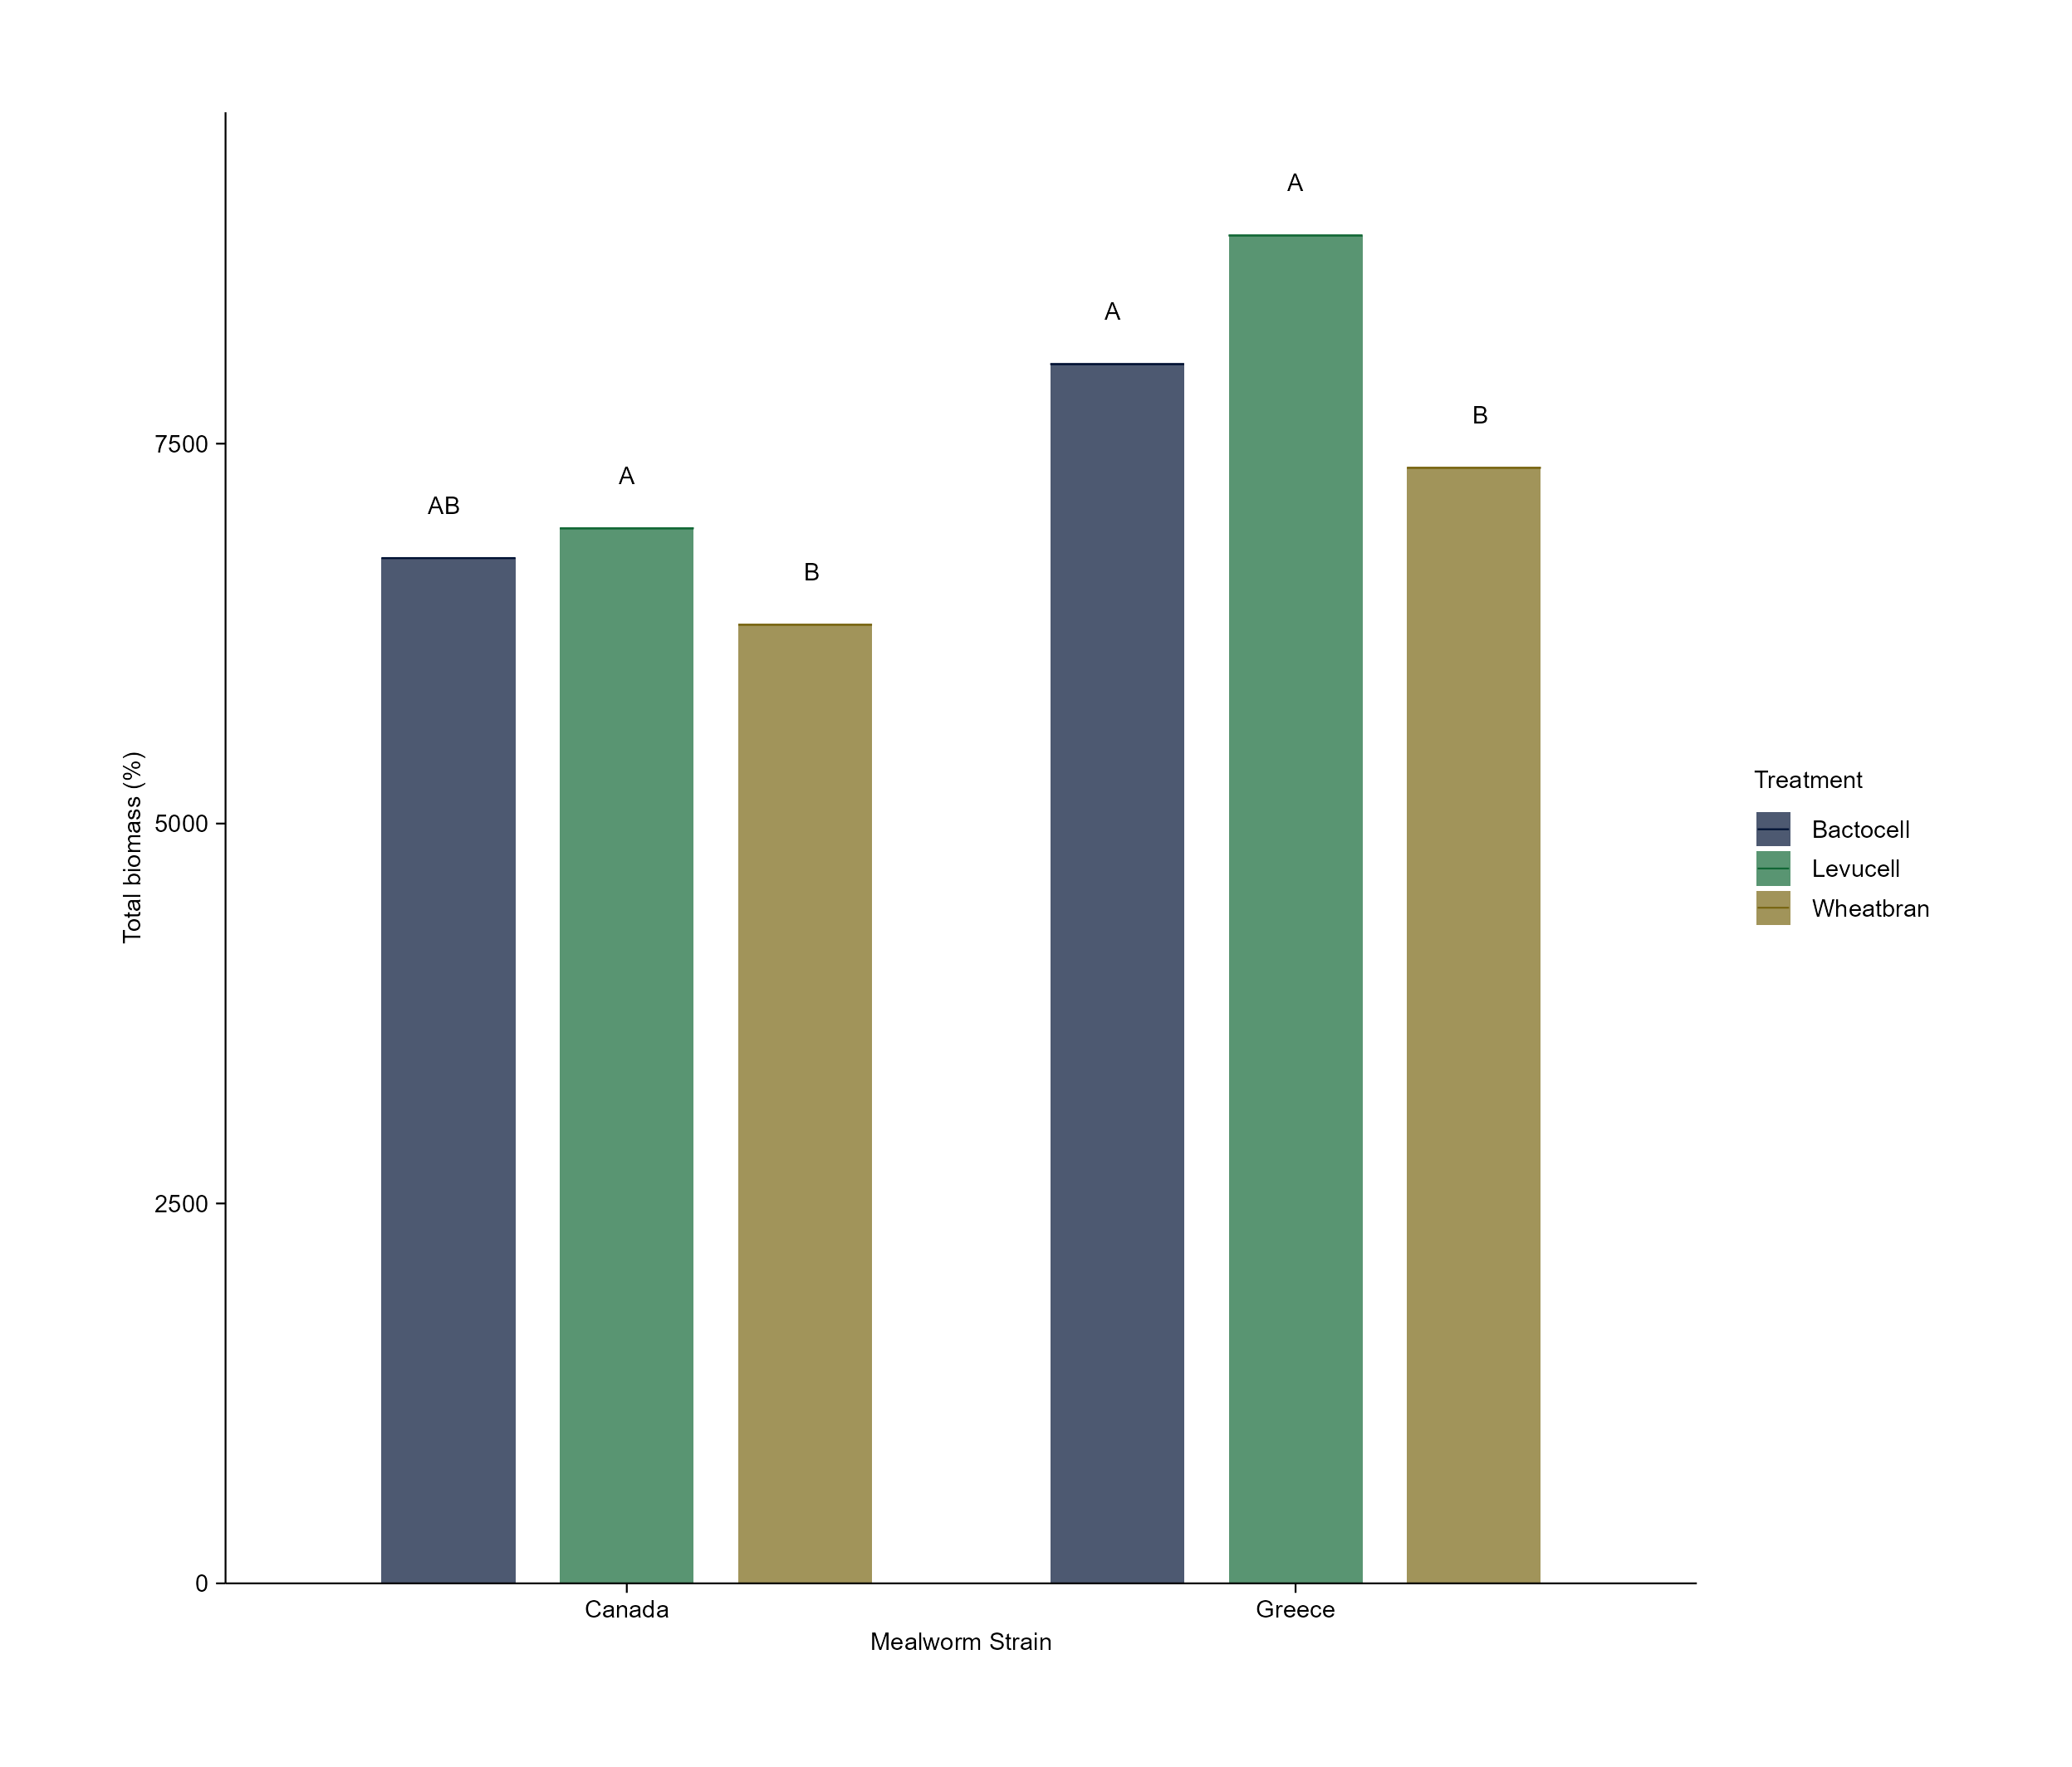 A
A
B
7500
A
AB
B
Total biomass (%)
5000
2500
0
Canada
Greece
Mealworm Strain
Treatment
Bactocell
Levucell
Wheatbran